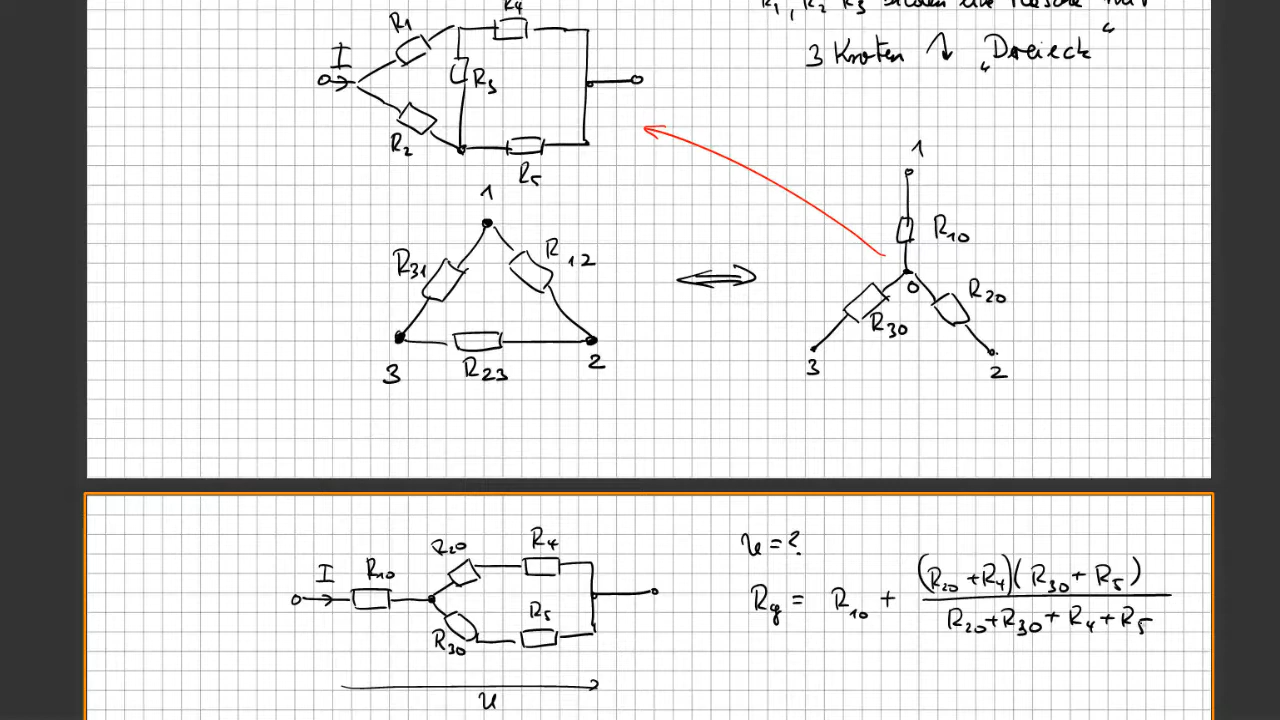 R1
R4
I
R3
R2
R5
3 Knoten ↯ „Dreieck“
1
R31
R12
3
R23
2
1
R10
0
R20
R30
3
2
I
R10
R20
R4
R30
R5
u
u = ?
Rg = R10 + (R20 + R4)(R30 + R5) / R20 + R30 + R4 + R5